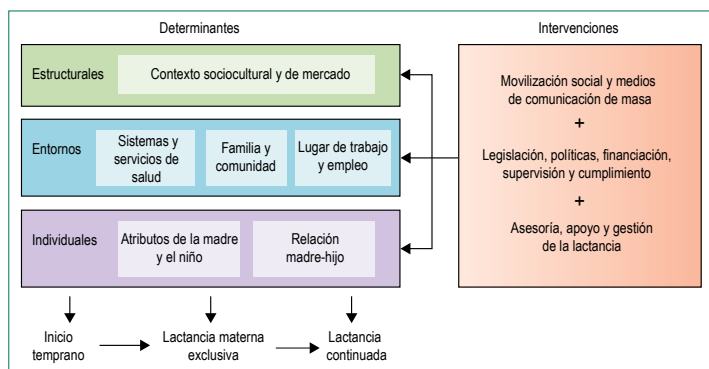 Determinantes
Intervenciones
Estructurales
Contexto sociocultural y de mercado
Entornos
Sistemas y
servicios de
salud
Familia y
comunidad
Lugar de trabajo
y empleo
Individuales
Atributos de la madre
y el niño
Relación
madre-hijo
Inicio
temprano
Lactancia materna
exclusiva
Lactancia
continuada
Movilización social y medios
de comunicación de masa
+
Legislación, políticas, financiación,
supervisión y cumplimiento
+
Asesoría, apoyo y gestión
de la lactancia